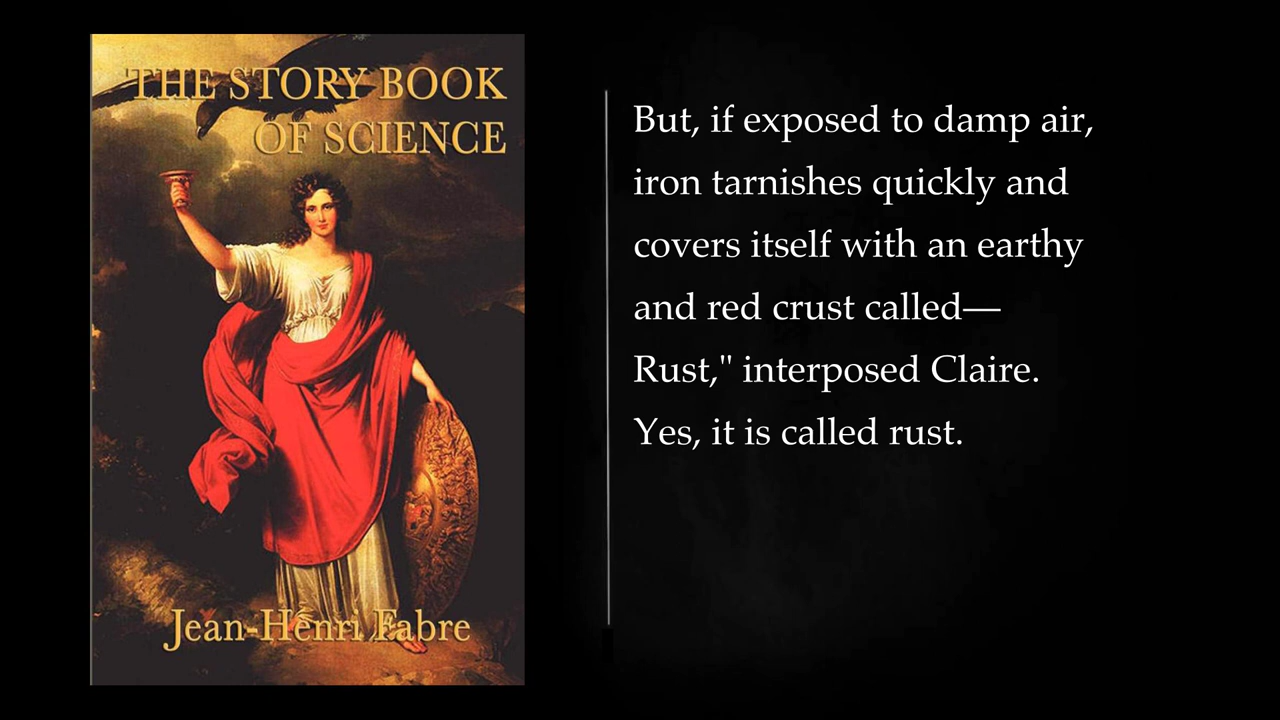 THE STORY BOOK
OF SCIENCE
Jean-Henri Fabre
But, if exposed to damp air,
iron tarnishes quickly and
covers itself with an earthy
and red crust called—
Rust," interposed Claire.
Yes, it is called rust.